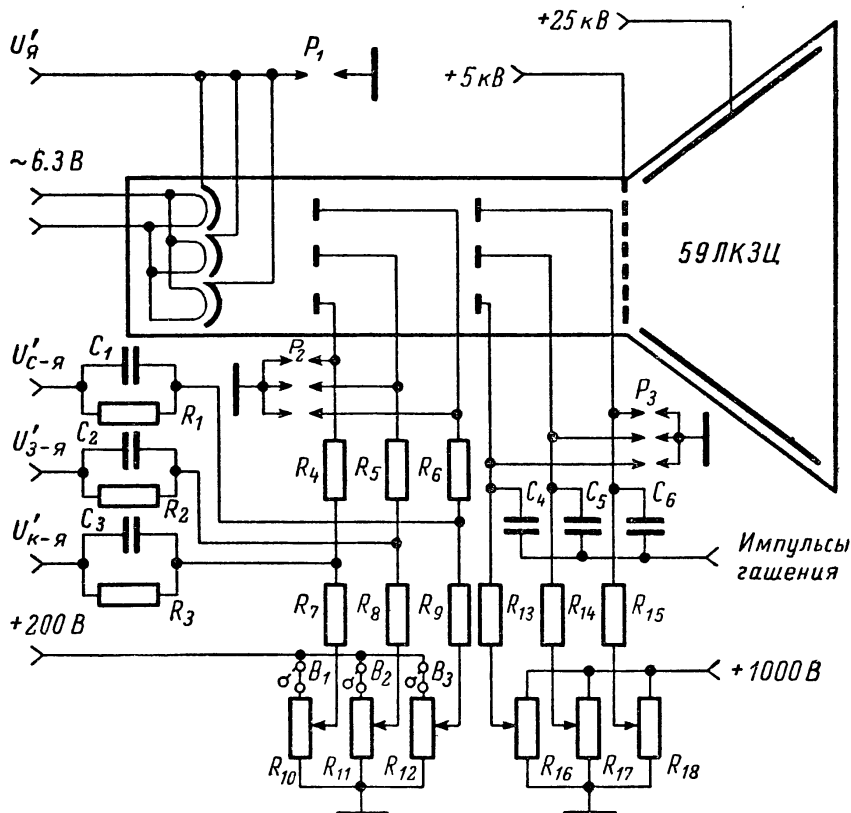 +25 кВ
U′я
P1
+5 кВ
~6.3 В
59ЛК3Ц
U′с-я
C1
P2
R1
P3
U′з-я
C2
R4
R5
R6
R2
C4
C5
C6
U′к-я
C3
Импульсы
гашения
R3
R7
R8
R9
R13
R14
R15
+200 В
B1
B2
B3
+1000 В
R10
R11
R12
R16
R17
R18